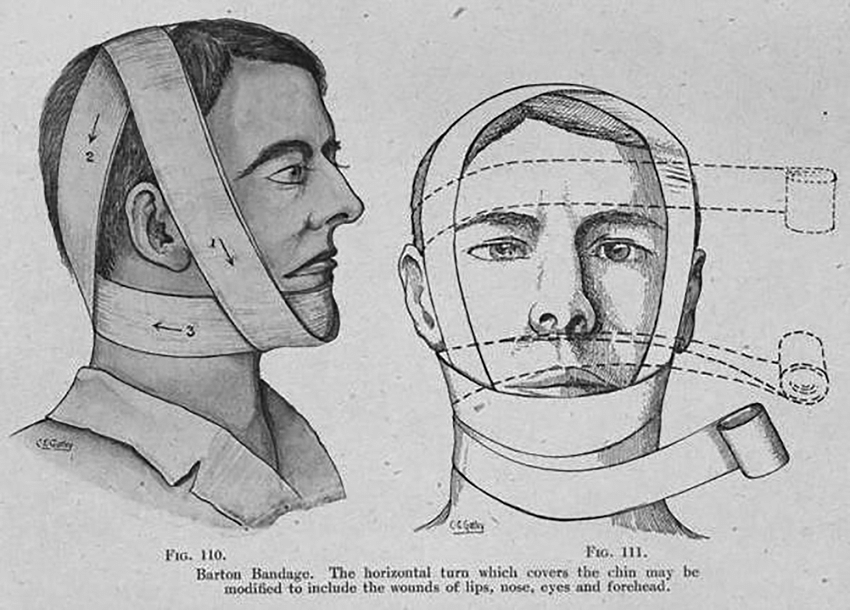 2
1
3
C.E. Gatley
C.E. Gatley
FIG. 110.
FIG. 111.
Barton Bandage. The horizontal turn which covers the chin may be
modified to include the wounds of lips, nose, eyes and forehead.